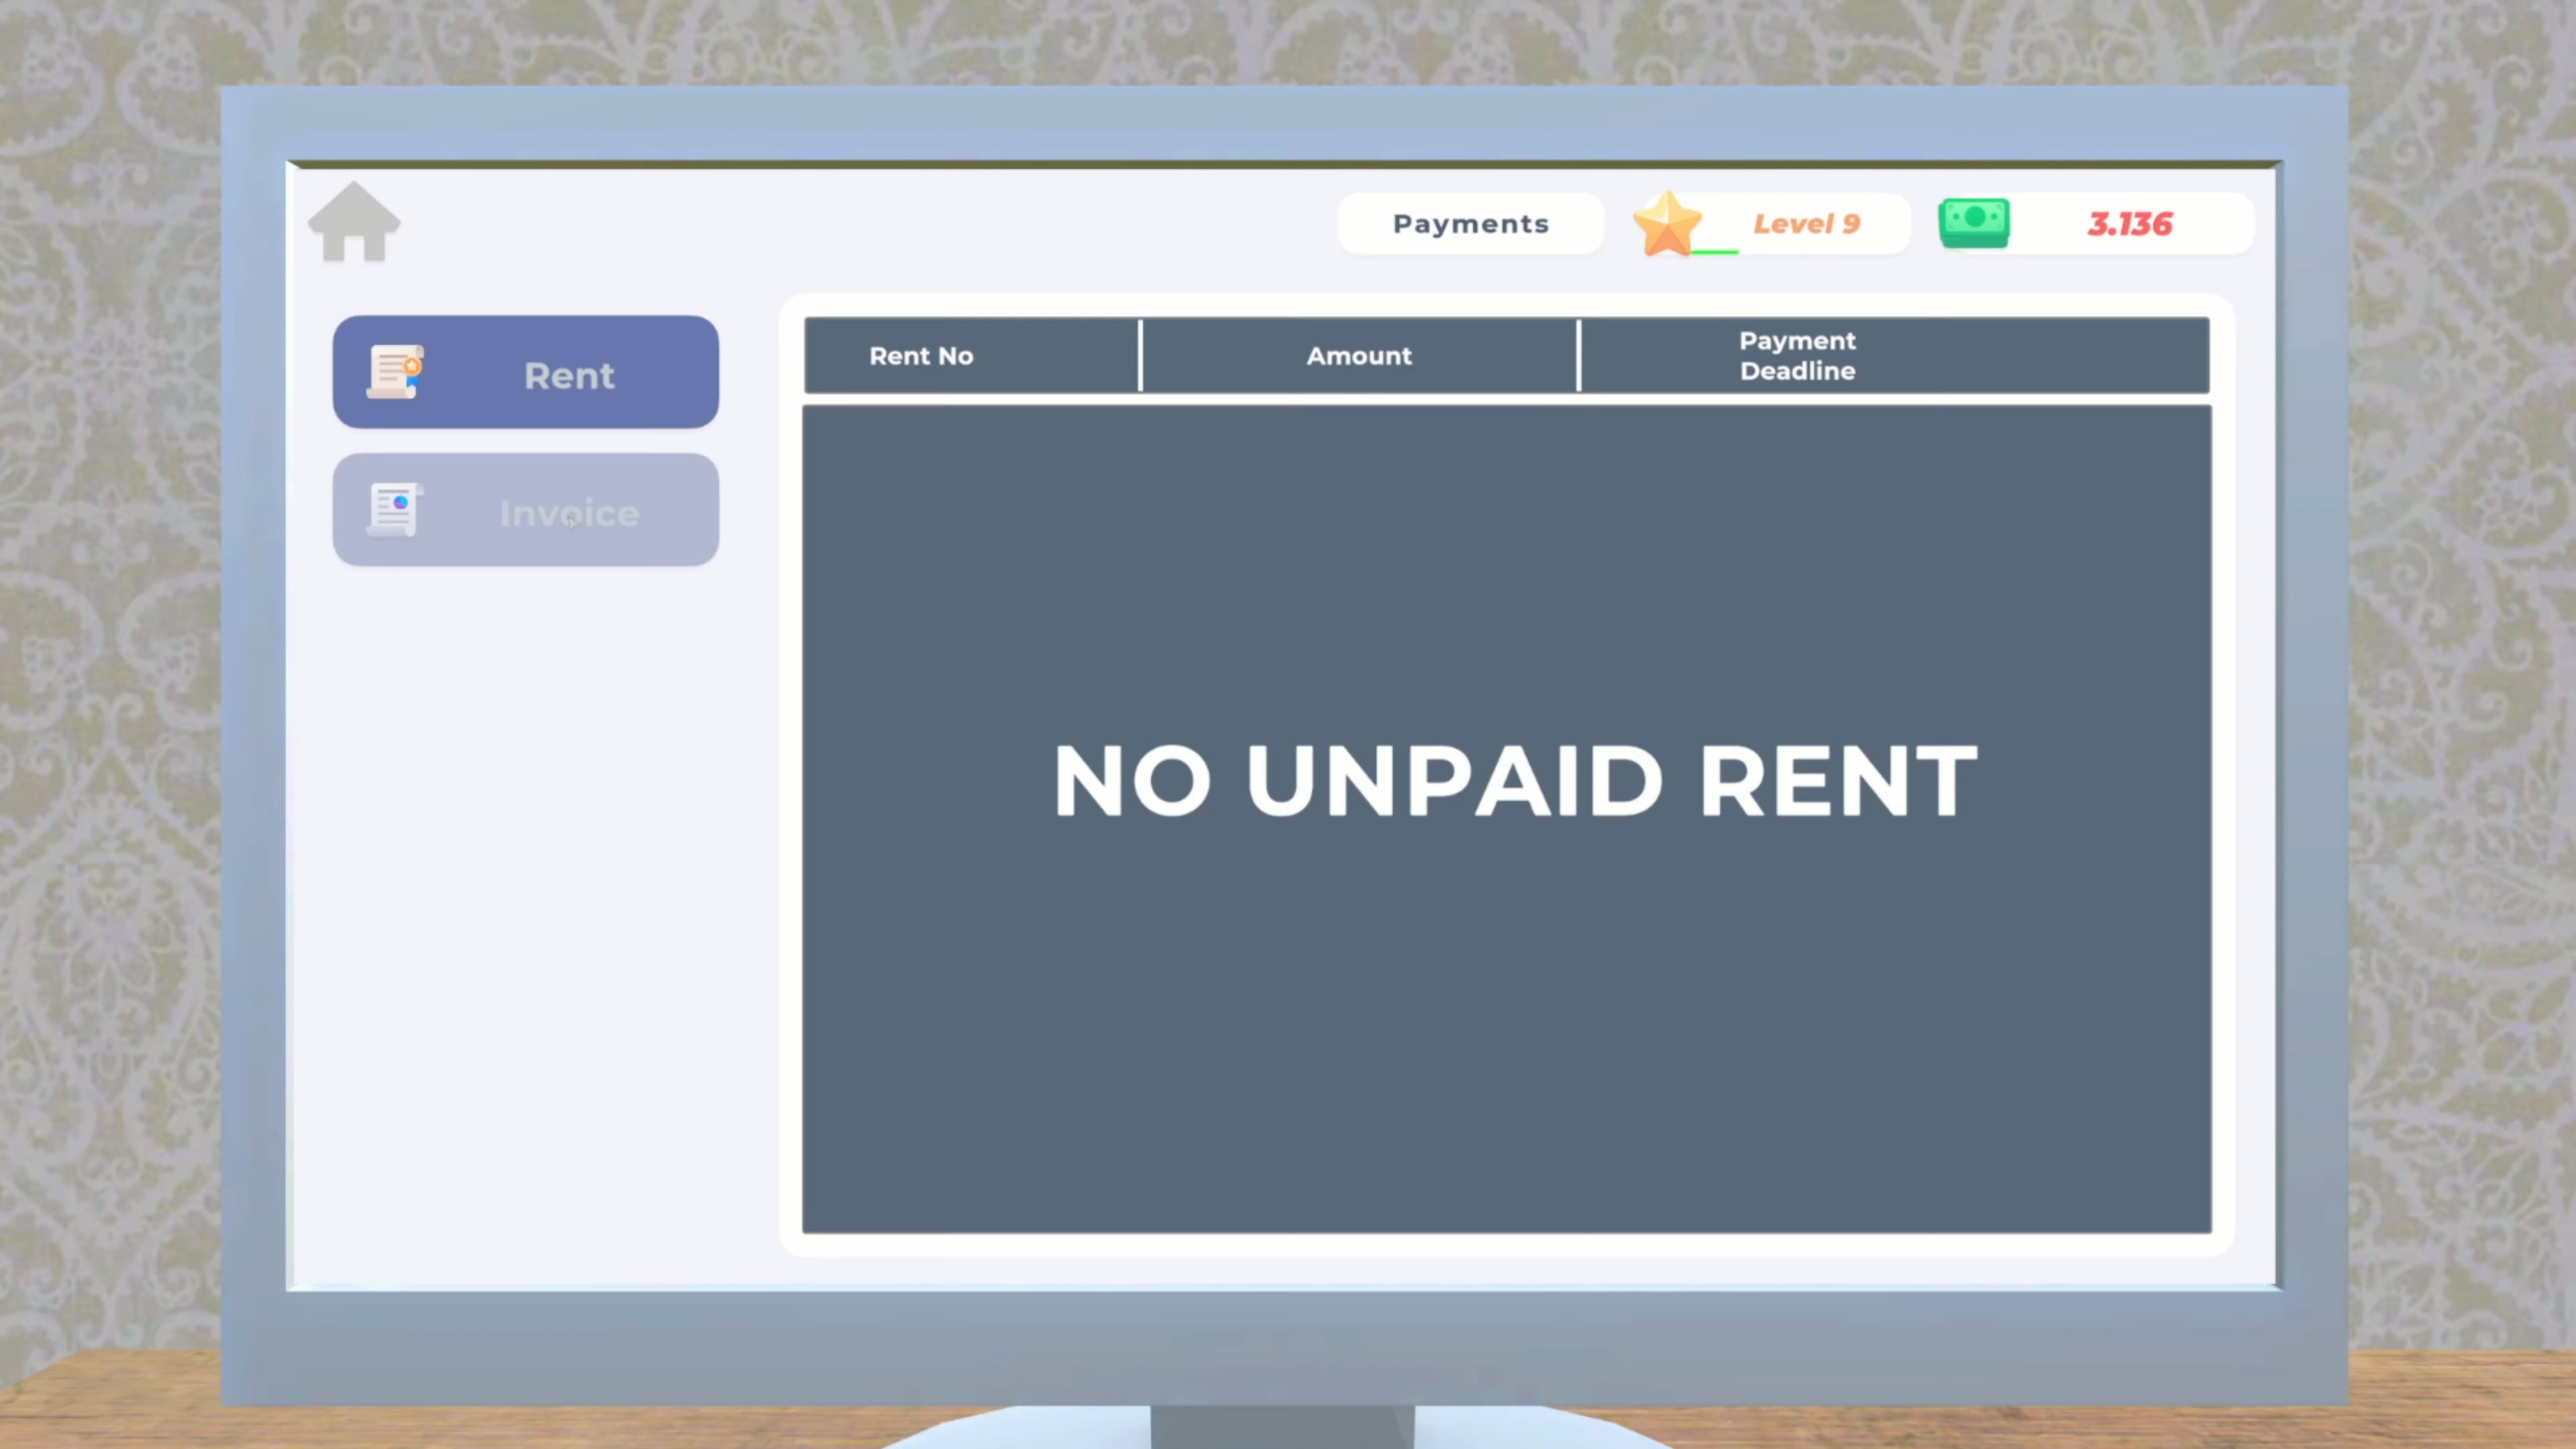 Payments
Level 9
3.136
Rent
Invoice
Rent No
Amount
Payment
Deadline
NO UNPAID RENT